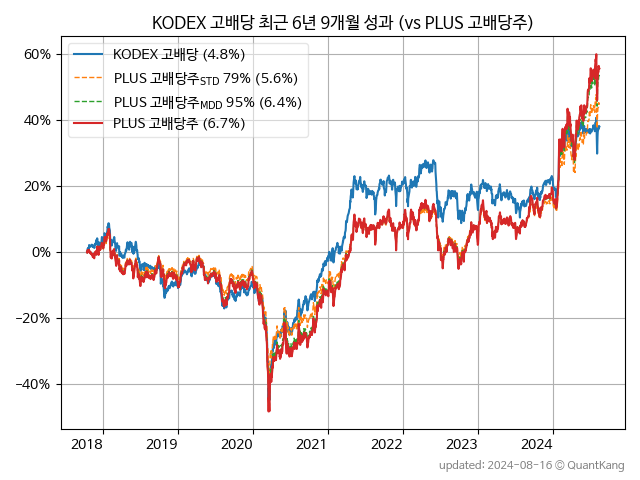 KODEX 고배당 최근 6년 9개월 성과 (vs PLUS 고배당주)
60%
40%
20%
0%
−20%
−40%
KODEX 고배당 (4.8%)
PLUS 고배당주STD 79% (5.6%)
PLUS 고배당주MDD 95% (6.4%)
PLUS 고배당주 (6.7%)
2018 2019 2020 2021 2022 2023 2024
updated: 2024-08-16 © QuantKang